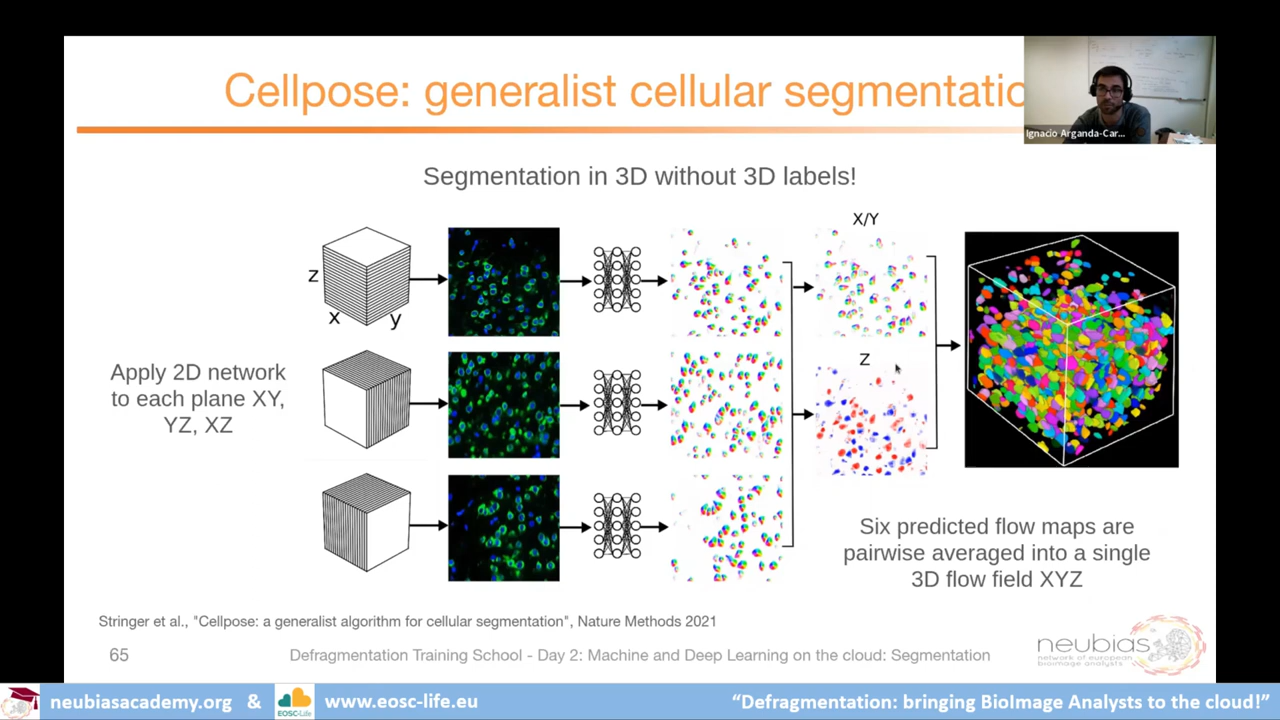 Cellpose: generalist cellular segmentatio
Ignacio Arganda-Car...
Segmentation in 3D without 3D labels!
X/Y
z
x
y
Z
Apply 2D network
to each plane XY,
YZ, XZ
Six predicted flow maps are
pairwise averaged into a single
3D flow field XYZ
Stringer et al., "Cellpose: a generalist algorithm for cellular segmentation", Nature Methods 2021
65
Defragmentation Training School - Day 2: Machine and Deep Learning on the cloud: Segmentation
neubias
network of european
bioimage analysts
neubiasacademy.org & EOSC-Life www.eosc-life.eu
“Defragmentation: bringing BioImage Analysts to the cloud!”